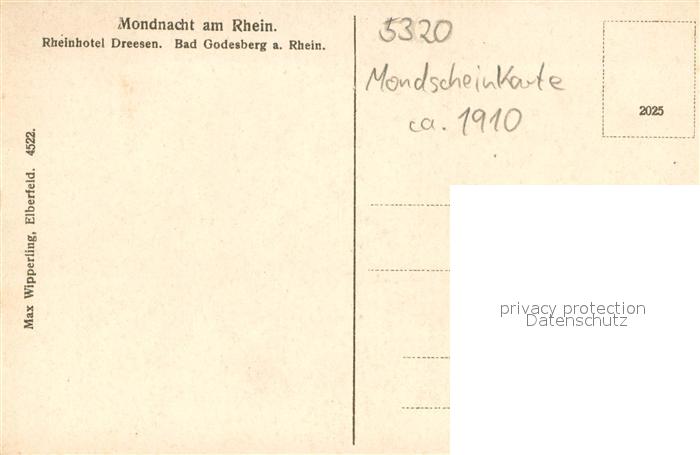 Mondnacht am Rhein.
Rheinhotel Dreesen. Bad Godesberg a. Rhein.
Max Wipperling, Elberfeld. 4522.
5320
Mondscheinkarte
ca. 1910
2025
privacy protection
Datenschutz